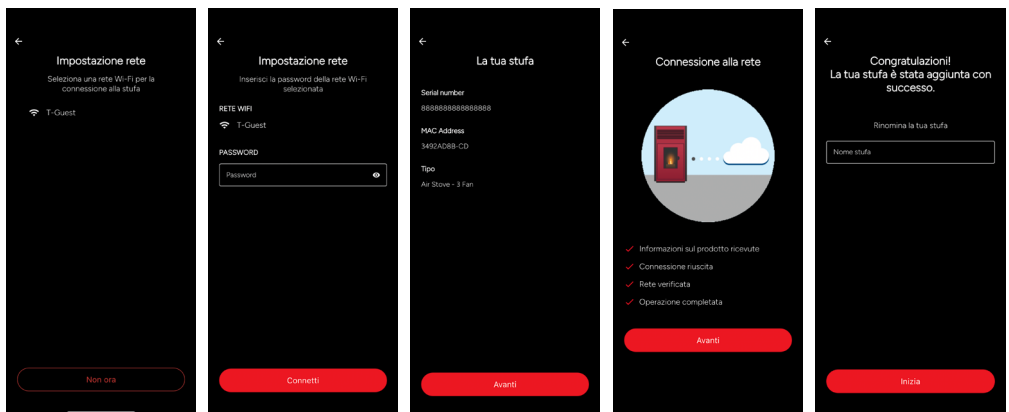 Impostazione rete
Seleziona una rete Wi-Fi per la
connessione alla stufa
T-Guest
Non ora
Impostazione rete
Inserisci la password della rete Wi-Fi
selezionata
RETE WIFI
T-Guest
PASSWORD
Password
Connetti
La tua stufa
Serial number
8888888888888888
MAC Address
3492AD8B-CD
Tipo
Air Stove - 3 Fan
Avanti
Connessione alla rete
Informazioni sul prodotto ricevute
Connessione riuscita
Rete verificata
Operazione completata
Avanti
Congratulazioni!
La tua stufa è stata aggiunta con
successo.
Rinomina la tua stufa
Nome stufa
Inizia